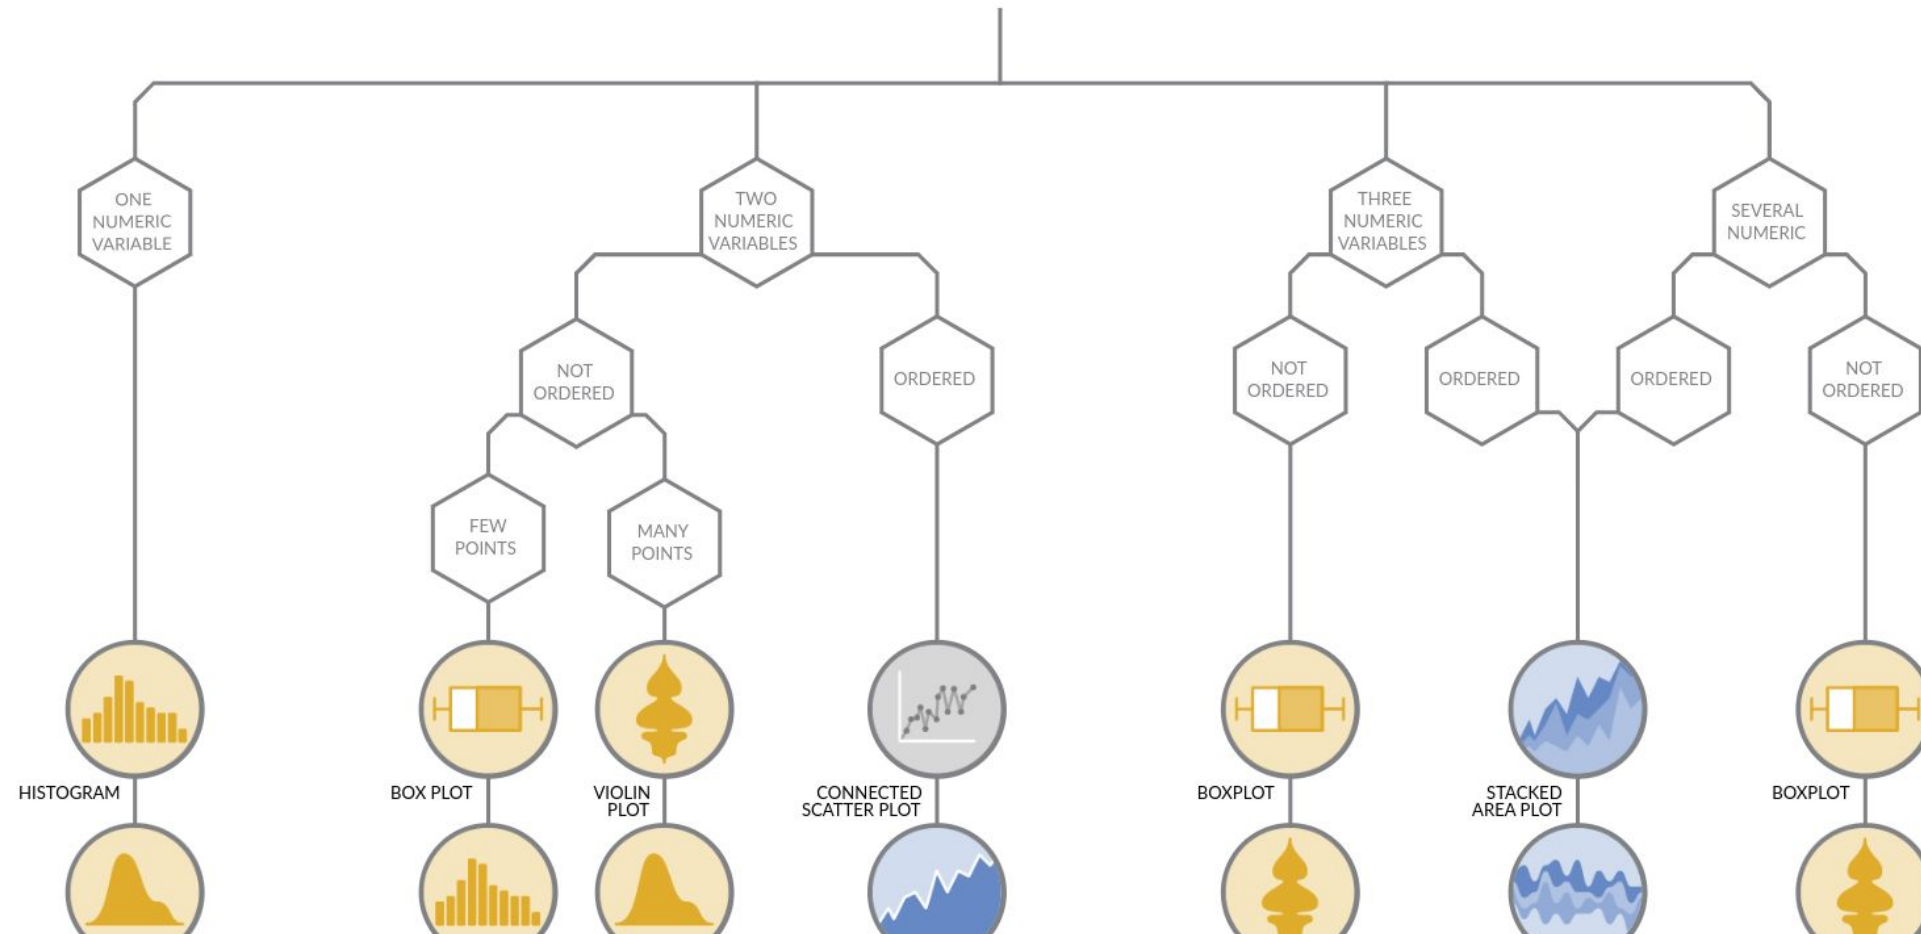 ONE
NUMERIC
VARIABLE
TWO
NUMERIC
VARIABLES
THREE
NUMERIC
VARIABLES
SEVERAL
NUMERIC
NOT
ORDERED
ORDERED
NOT
ORDERED
ORDERED
ORDERED
NOT
ORDERED
FEW
POINTS
MANY
POINTS
HISTOGRAM
BOX PLOT
VIOLIN
PLOT
CONNECTED
SCATTER PLOT
BOXPLOT
STACKED
AREA PLOT
BOXPLOT